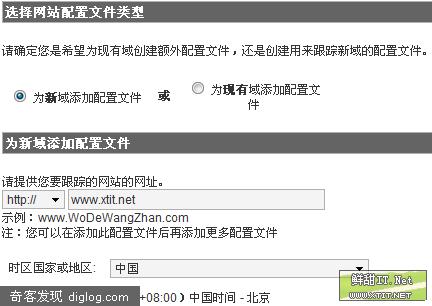 选择网站配置文件类型
请确定您是希望为现有域创建额外配置文件，还是创建用来跟踪新域的配置文件。
为新域添加配置文件 或 为现有域添加配置文件
为新域添加配置文件
请提供您要跟踪的网站的网址。
http:// www.xtit.net
示例：www.WoDeWangZhan.com
注：您可以在添加此配置文件后再添加更多配置文件
时区国家或地区: 中国
鲜甜IT.Net
WWW.XTIT.NET
奇客发现 diglog.com +08:00）中国时间 - 北京